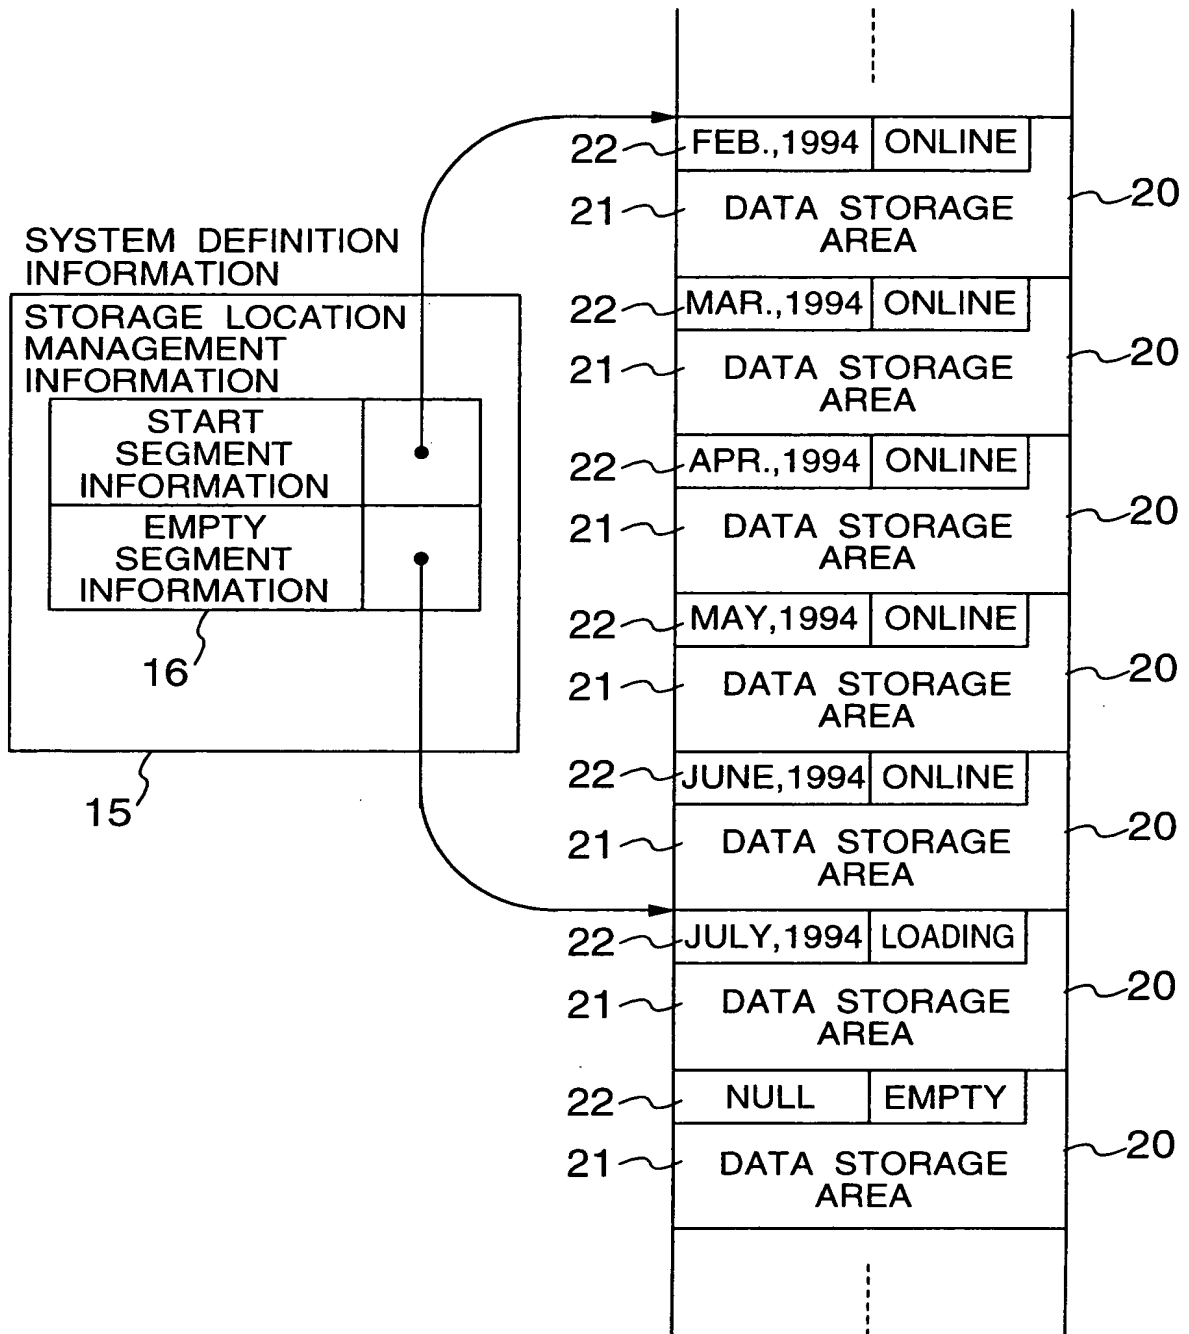 SYSTEM DEFINITION
INFORMATION
STORAGE LOCATION
MANAGEMENT
INFORMATION
START
SEGMENT
INFORMATION
EMPTY
SEGMENT
INFORMATION
16
15
22 FEB.,1994 ONLINE
21 DATA STORAGE
AREA
20
22 MAR.,1994 ONLINE
21 DATA STORAGE
AREA
20
22 APR.,1994 ONLINE
21 DATA STORAGE
AREA
20
22 MAY,1994 ONLINE
21 DATA STORAGE
AREA
20
22 JUNE,1994 ONLINE
21 DATA STORAGE
AREA
20
22 JULY,1994 LOADING
21 DATA STORAGE
AREA
20
22 NULL EMPTY
21 DATA STORAGE
AREA
20